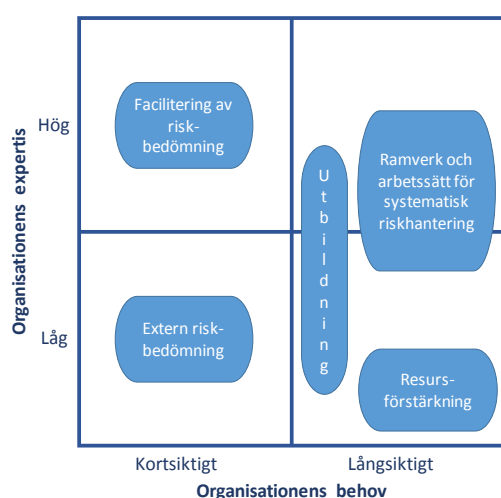 Organisationens expertis
Hög
Låg
Facilitering av
risk-
bedömning
Utbildning
Ramverk och
arbetssätt för
systematisk
riskhantering
Extern risk-
bedömning
Resurs-
förstärkning
Kortsiktigt
Långsiktigt
Organisationens behov